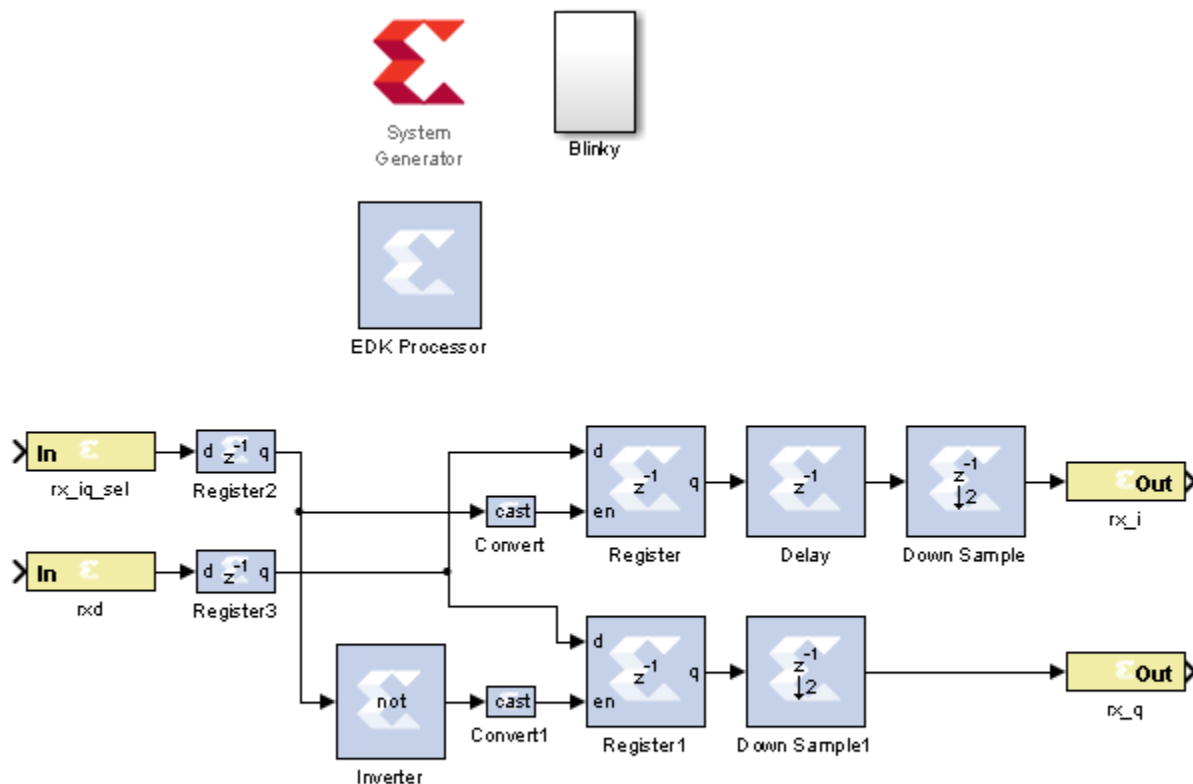 System
Generator
Blinky
EDK Processor
In
rx_iq_sel
d z-1 q
Register2
cast
Convert
d
en
z-1
q
Register
z-1
Delay
z-1
↓2
Down Sample
Out
rx_i
In
rxd
d z-1 q
Register3
not
Inverter
cast
Convert1
d
en
z-1
q
Register1
z-1
↓2
Down Sample1
Out
rx_q